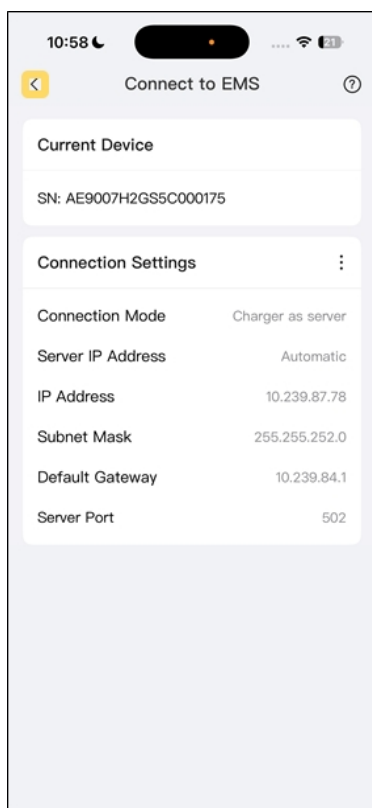 10:58
21
Connect to EMS
Current Device
SN: AE9007H2GS5C000175
Connection Settings
Connection Mode Charger as server
Server IP Address Automatic
IP Address 10.239.87.78
Subnet Mask 255.255.252.0
Default Gateway 10.239.84.1
Server Port 502